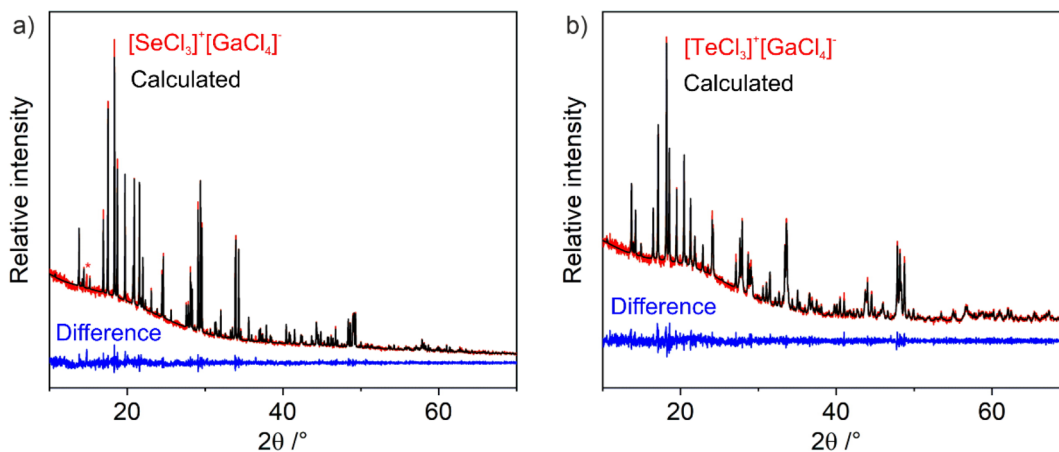 a)
[SeCl₃]⁺[GaCl₄]⁻
Calculated
*
Difference
Relative intensity
20 40 60
2θ /°
b)
[TeCl₃]⁺[GaCl₄]⁻
Calculated
Difference
Relative intensity
20 40 60
2θ /°